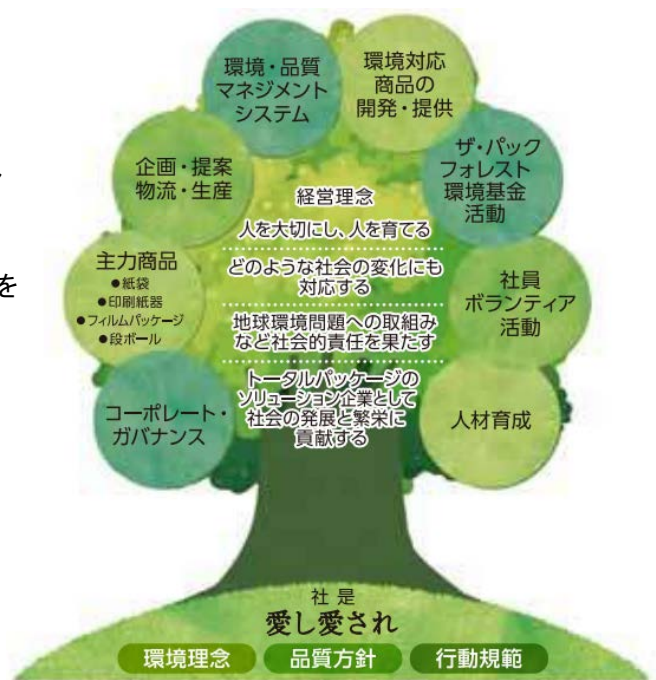 環境・品質
マネジメント
システム
環境対応
商品の
開発・提供
企画・提案
物流・生産
ザ・パック
フォレスト
環境基金
活動
主力商品
●紙袋
●印刷紙器
●フィルムパッケージ
●段ボール
社員
ボランティア
活動
コーポレート・
ガバナンス
人材育成
経営理念
人を大切にし、人を育てる
どのような社会の変化にも
対応する
地球環境問題への取組み
など社会的責任を果たす
トータルパッケージの
ソリューション企業として
社会の発展と繁栄に
貢献する
を
社是
愛し愛され
環境理念
品質方針
行動規範